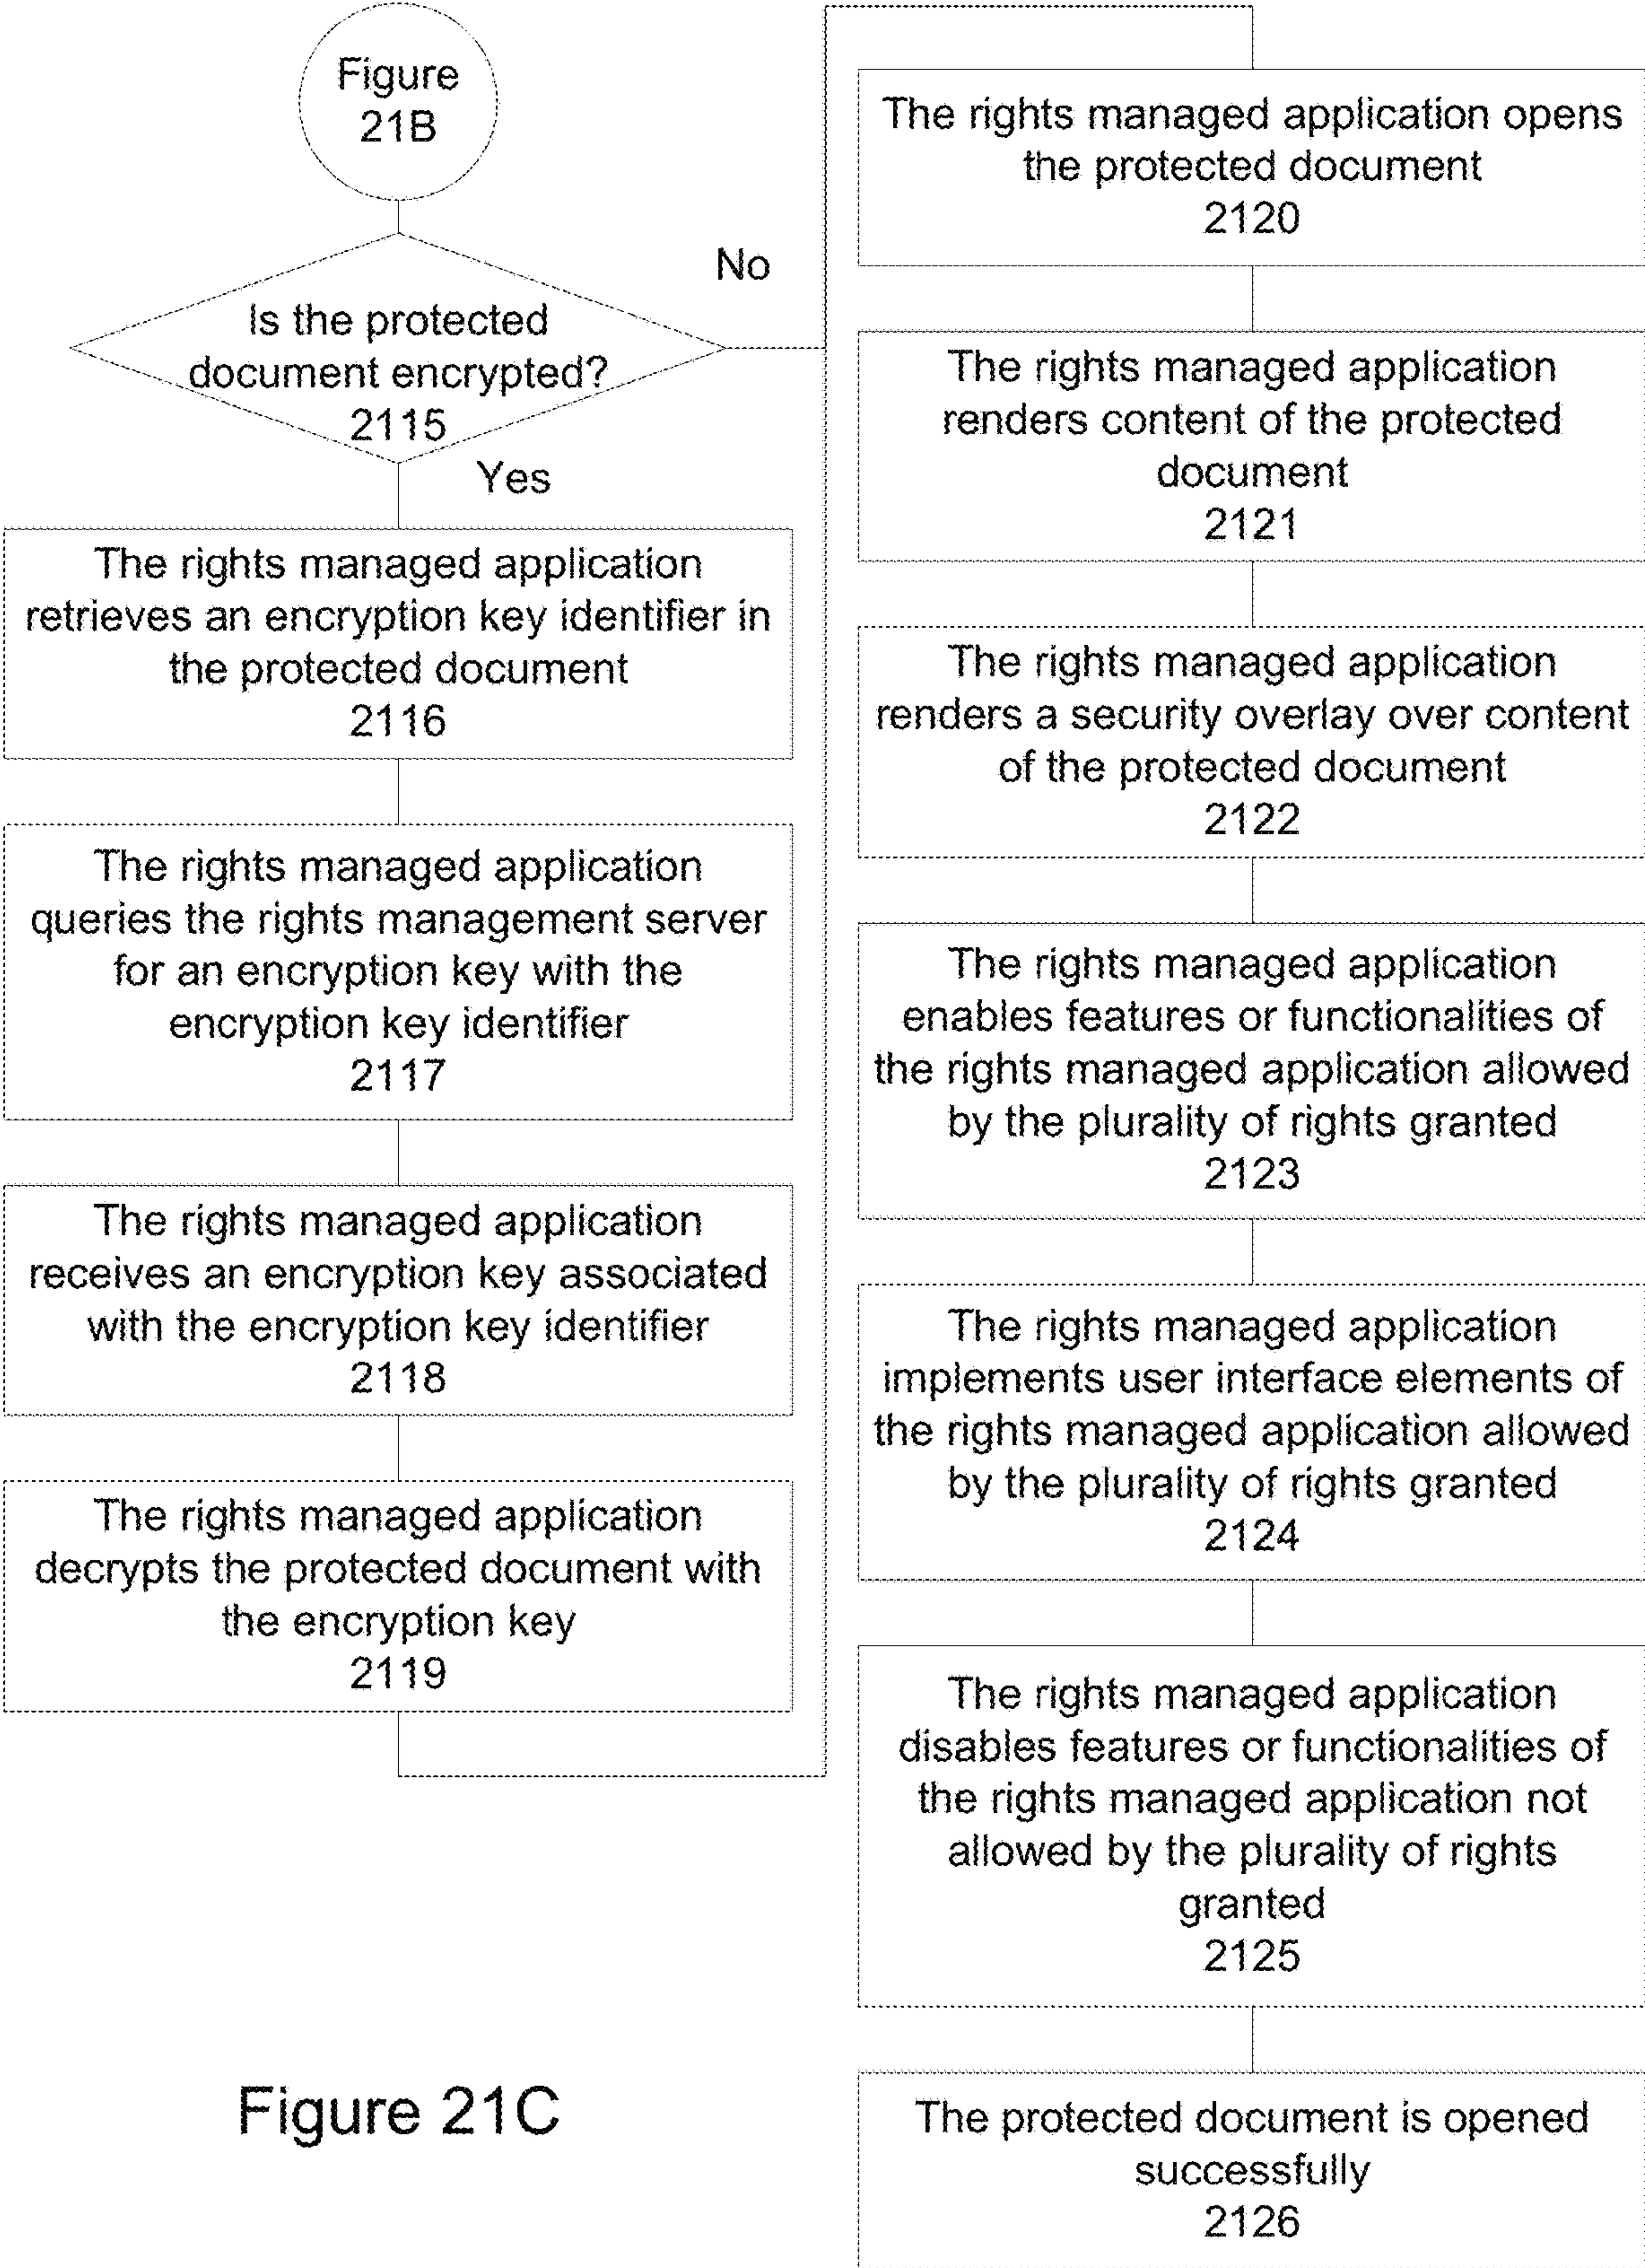 Figure
21B
Is the protected
document encrypted?
2115
No
Yes
The rights managed application
retrieves an encryption key identifier in
the protected document
2116
The rights managed application
queries the rights management server
for an encryption key with the
encryption key identifier
2117
The rights managed application
receives an encryption key associated
with the encryption key identifier
2118
The rights managed application
decrypts the protected document with
the encryption key
2119
The rights managed application opens
the protected document
2120
The rights managed application
renders content of the protected
document
2121
The rights managed application
renders a security overlay over content
of the protected document
2122
The rights managed application
enables features or functionalities of
the rights managed application allowed
by the plurality of rights granted
2123
The rights managed application
implements user interface elements of
the rights managed application allowed
by the plurality of rights granted
2124
The rights managed application
disables features or functionalities of
the rights managed application not
allowed by the plurality of rights
granted
2125
The protected document is opened
successfully
2126
Figure 21C